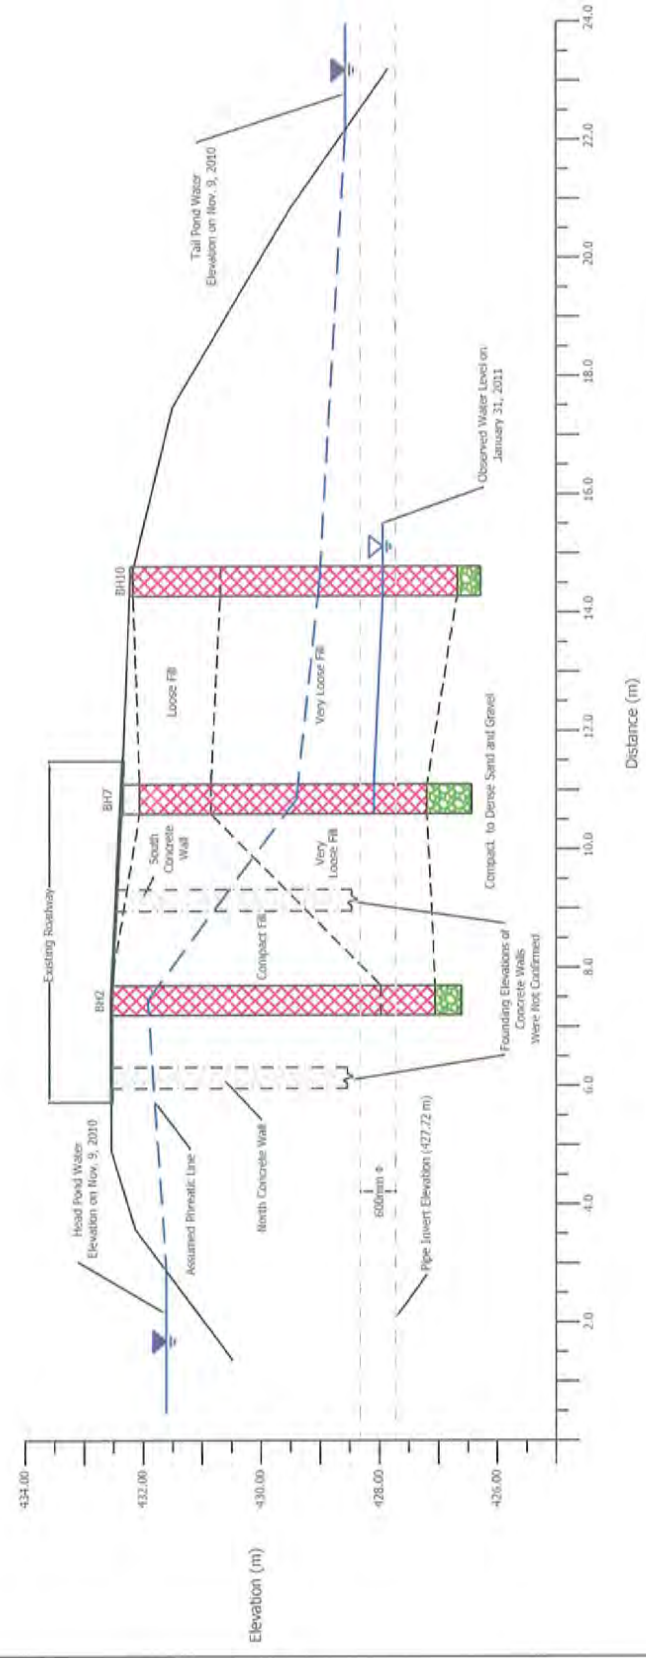 Existing Roadway
Head Pond Water
Elevation on Nov. 9, 2010
BH2
BH7
BH10
Tail Pond Water
Elevation on Nov. 9, 2010
Assumed Phreatic Line
North Concrete Wall
South
Concrete
Wall
Compact Fill
Loose Fill
Very
Loose Fill
Very Loose Fill
600mm Φ
Pipe Invert Elevation (427.72 m)
Founding Elevations of
Concrete Walls
Were Not Confirmed
Compact to Dense Sand and Gravel
Observed Water Level on
January 31, 2011
Elevation (m)
434.00
432.00
430.00
428.00
426.00
2.0
4.0
6.0
8.0
10.0
12.0
14.0
16.0
18.0
20.0
22.0
24.0
Distance (m)